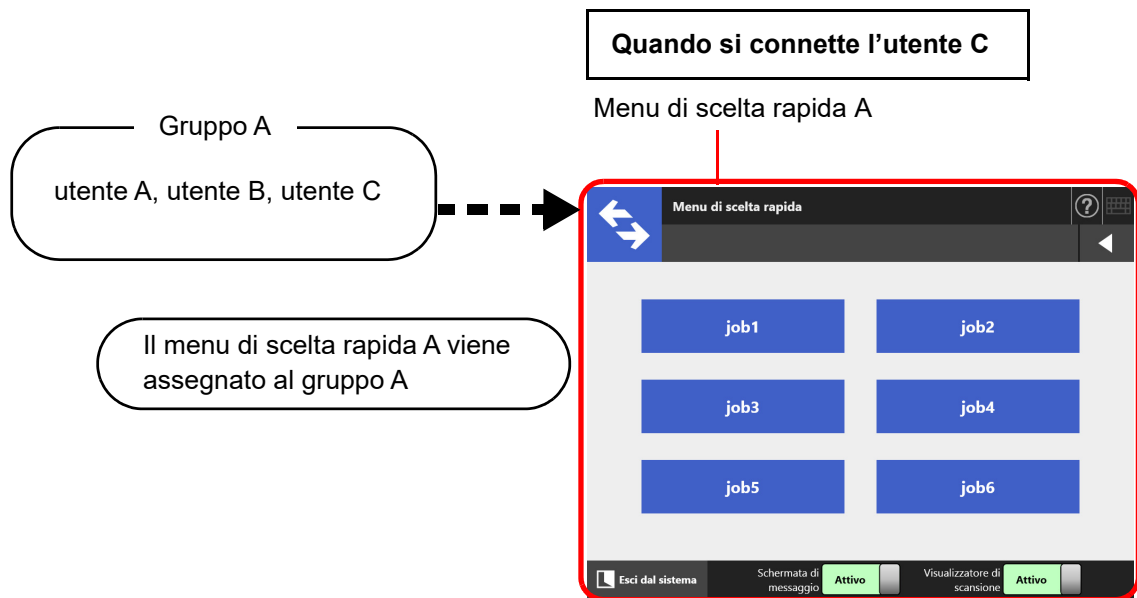 Quando si connette l’utente C
Menu di scelta rapida A
Gruppo A
utente A, utente B, utente C
Il menu di scelta rapida A viene
assegnato al gruppo A
Menu di scelta rapida
?
job1
job2
job3
job4
job5
job6
Esci dal sistema
Schermata di
messaggio
Attivo
Visualizzatore di
scansione
Attivo